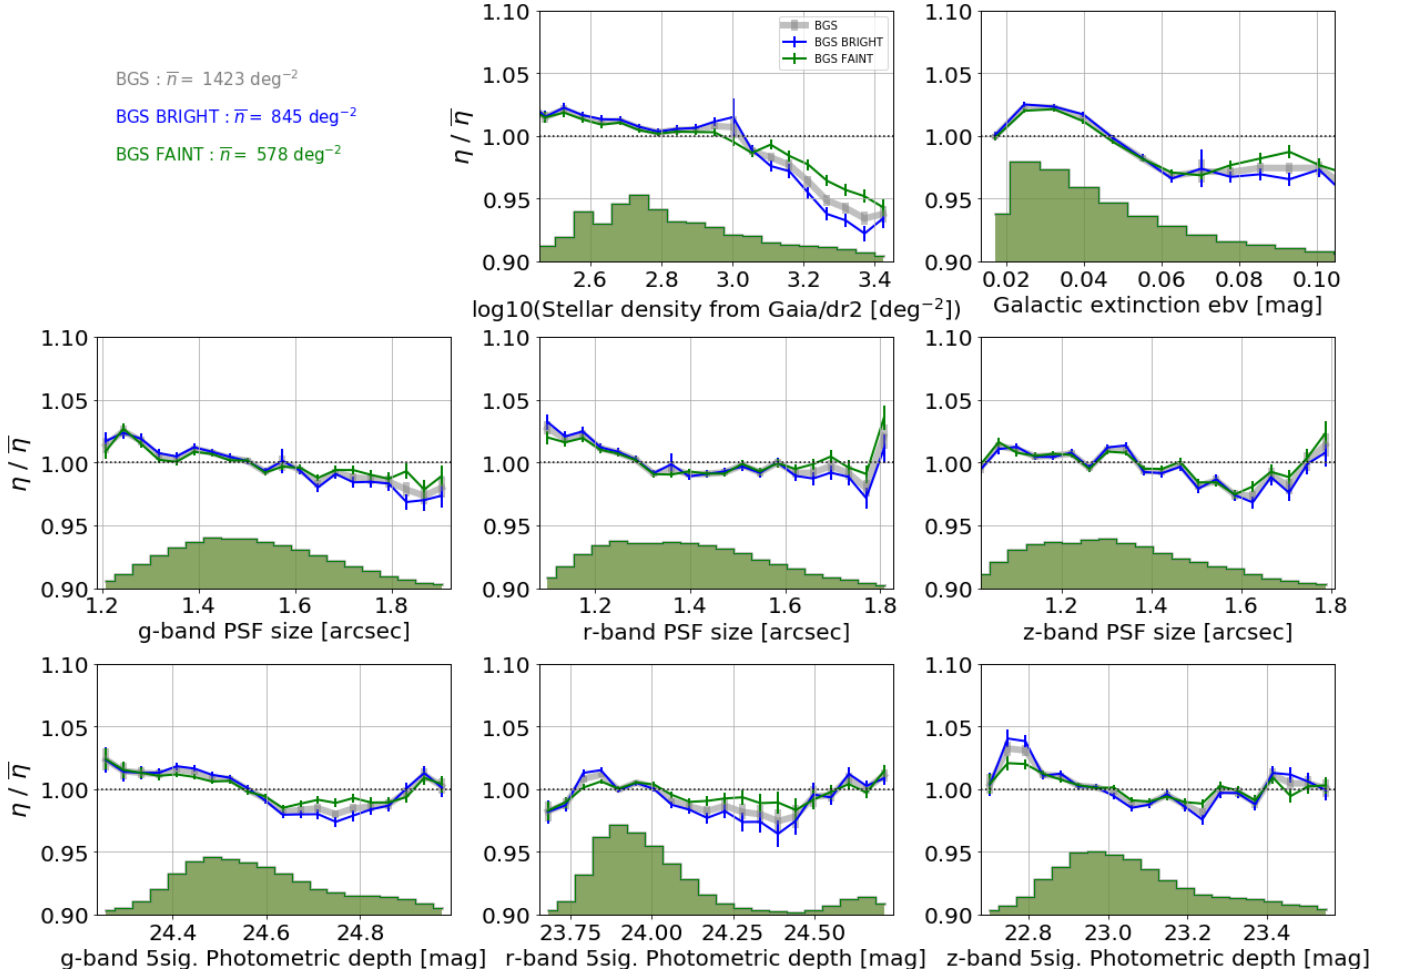 BGS : n̅ = 1423 deg⁻²
BGS BRIGHT : n̅ = 845 deg⁻²
BGS FAINT : n̅ = 578 deg⁻²
η / η̅
1.10
1.05
1.00
0.95
0.90
BGS
BGS BRIGHT
BGS FAINT
2.6 2.8 3.0 3.2 3.4
log10(Stellar density from Gaia/dr2 [deg⁻²])
1.10
1.05
1.00
0.95
0.90
0.02 0.04 0.06 0.08 0.10
Galactic extinction ebv [mag]
η / η̅
1.10
1.05
1.00
0.95
0.90
1.2 1.4 1.6 1.8
g-band PSF size [arcsec]
1.10
1.05
1.00
0.95
0.90
1.2 1.4 1.6 1.8
r-band PSF size [arcsec]
1.10
1.05
1.00
0.95
0.90
1.2 1.4 1.6 1.8
z-band PSF size [arcsec]
η / η̅
1.10
1.05
1.00
0.95
0.90
24.4 24.6 24.8
g-band 5sig. Photometric depth [mag]
1.10
1.05
1.00
0.95
0.90
23.75 24.00 24.25 24.50
r-band 5sig. Photometric depth [mag]
1.10
1.05
1.00
0.95
0.90
22.8 23.0 23.2 23.4
z-band 5sig. Photometric depth [mag]